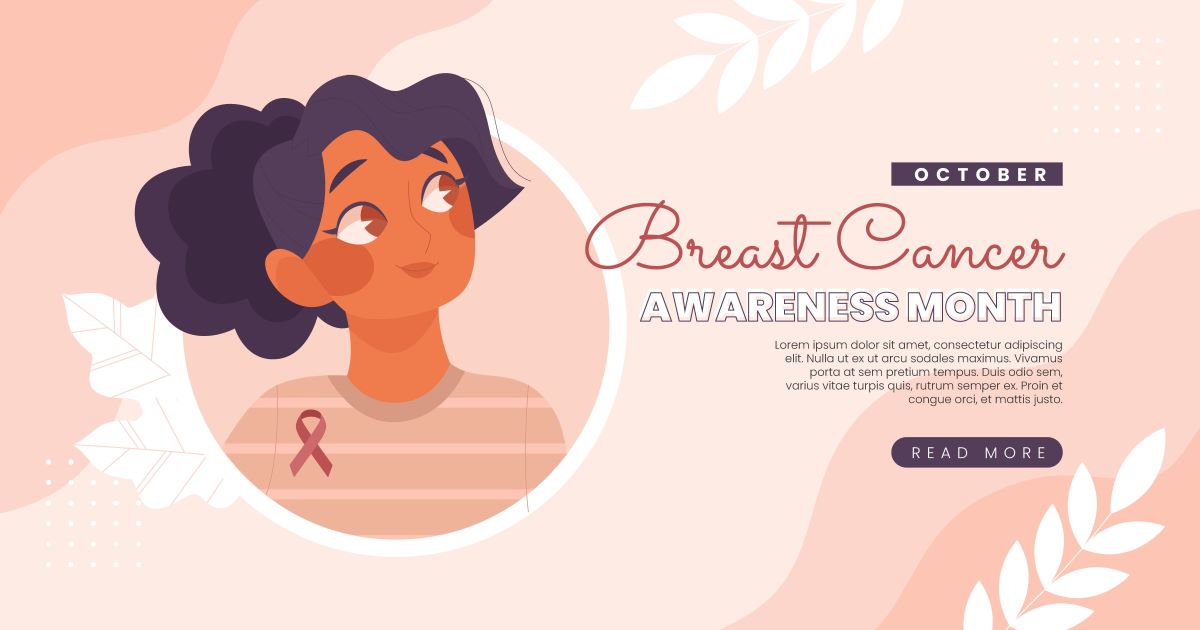 OCTOBER
Breast Cancer
AWARENESS MONTH
Lorem ipsum dolor sit amet, consectetur adipiscing
elit. Nulla ut ex ut arcu sodales maximus. Vivamus
porta at sem pretium tempus. Duis odio sem,
varius vitae turpis quis, rutrum semper ex. Proin et
congue orci, et mattis justo.
READ MORE